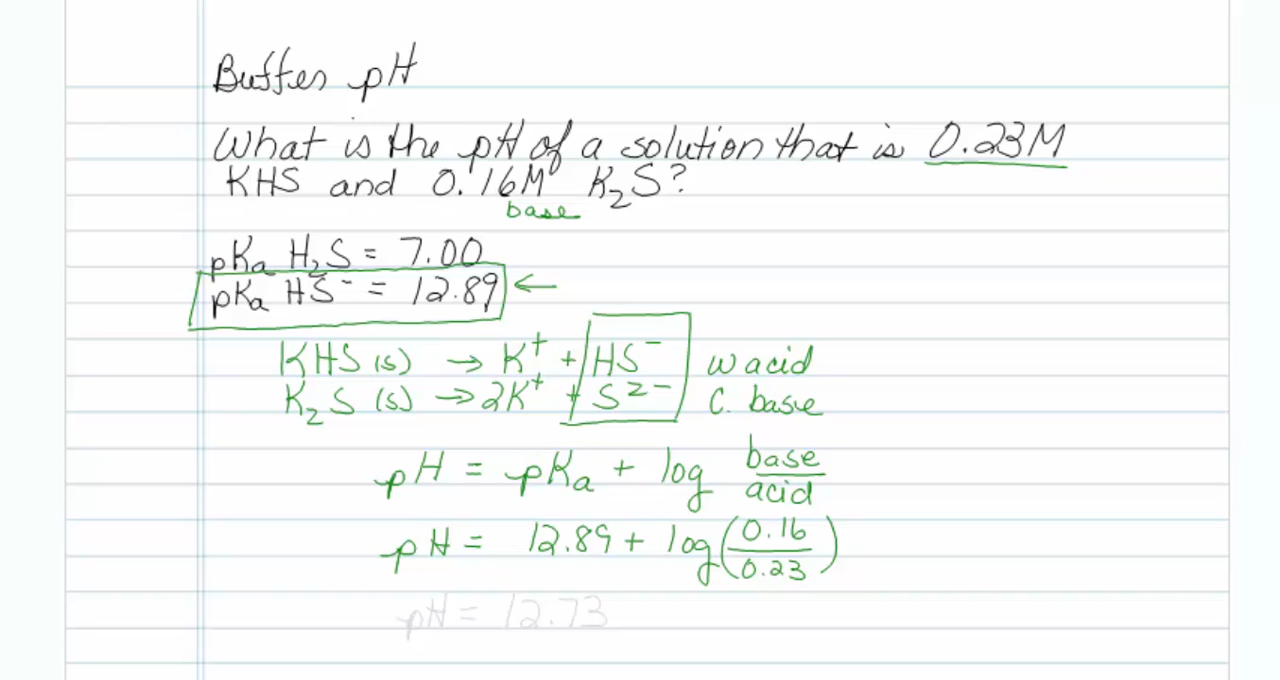 Buffer pH
What is the pH of a solution that is 0.23M
KHS and 0.16M K₂S?
base
pKa H₂S = 7.00
pKa HS⁻ = 12.89 ←
KHS (s) → K⁺ + HS⁻ w acid
K₂S (s) → 2K⁺ + S²⁻ c. base
pH = pKa + log base/acid
pH = 12.89 + log(0.16/0.23)
pH = 12.73